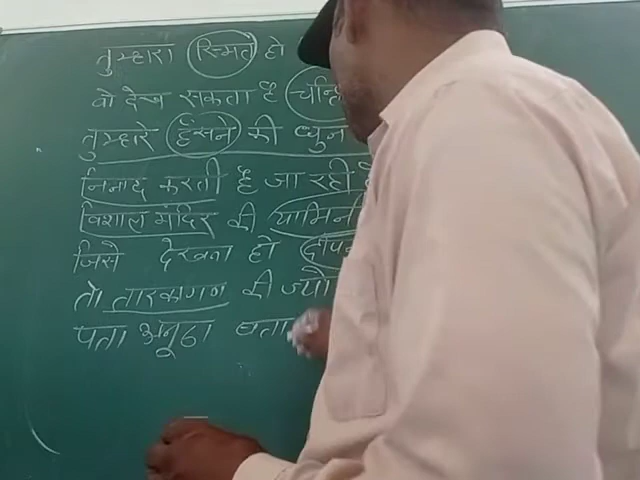 तुम्हारा स्मित हो
वो देख सकता है चन्द्रि
तुम्हारे हँसने की ध्युन
निनाद करती है जा रही है
विशाल मंदिर की यामिनी
जिसे देखना हो दीप
तो तारकागण की ज्यो
पता अनूठा बता